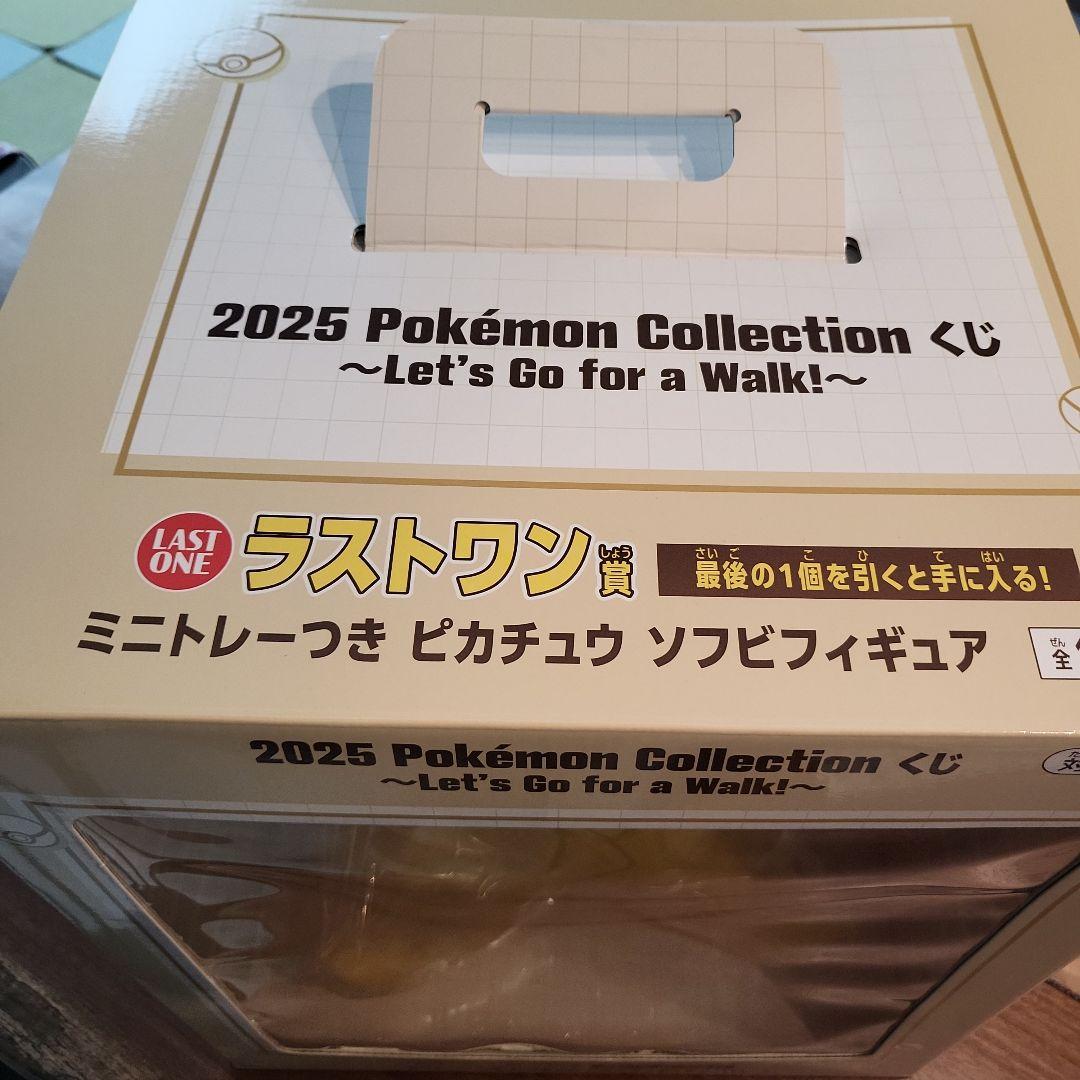 2025 Pokémon Collection くじ
～Let's Go for a Walk!～
LAST ONE
ラストワン賞
しょう
さいご こ ひ て はい
最後の1個を引くと手に入る!
ミニトレーつき ピカチュウ ソフビフィギュア
ぜん
全
2025 Pokémon Collection くじ
～Let's Go for a Walk!～